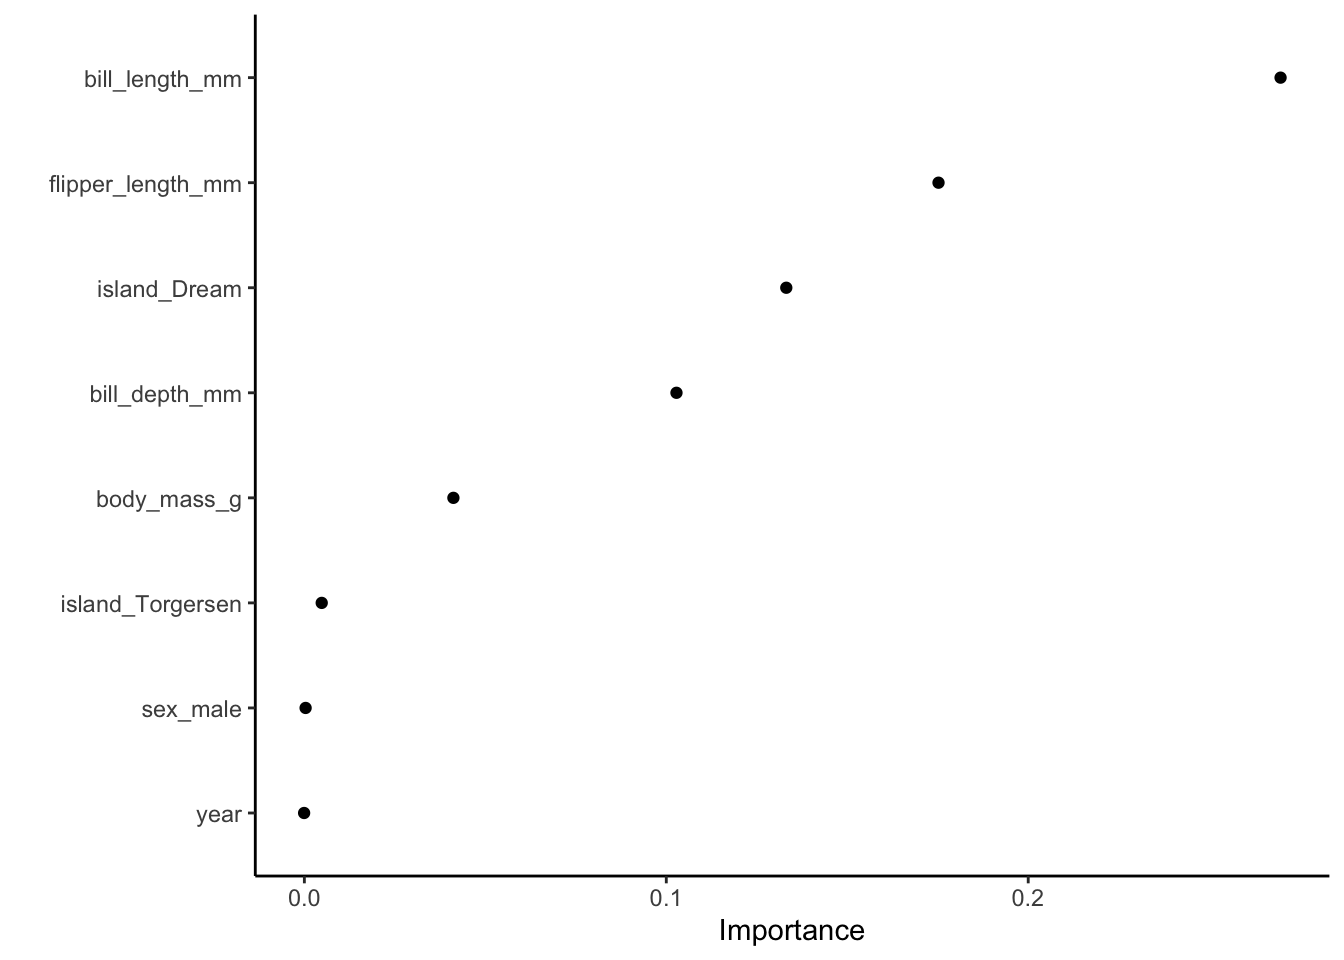 bill_length_mm
flipper_length_mm
island_Dream
bill_depth_mm
body_mass_g
island_Torgersen
sex_male
year
0.0 0.1 0.2
Importance